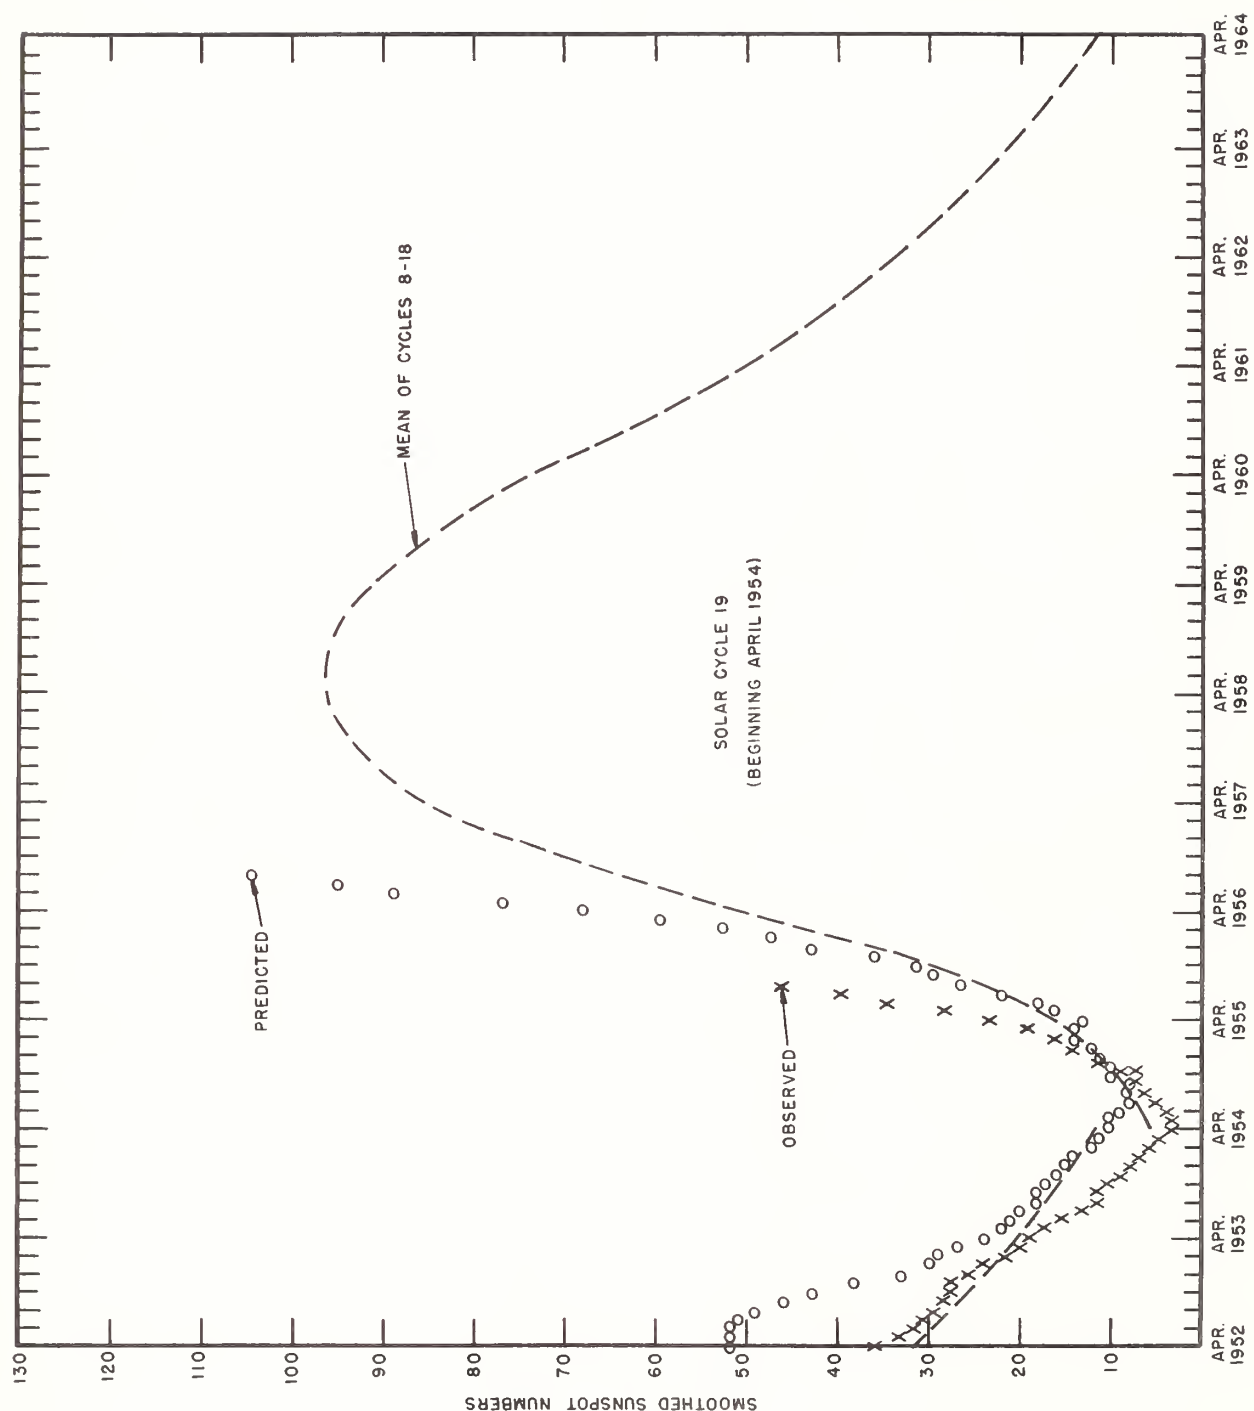 SMOOTHED SUNSPOT NUMBERS
130
120
110
100
90
80
70
60
50
40
30
20
10
PREDICTED
OBSERVED
MEAN OF CYCLES 8-18
SOLAR CYCLE 19
(BEGINNING APRIL 1954)
APR.
1952
APR.
1953
APR.
1954
APR.
1955
APR.
1956
APR.
1957
APR.
1958
APR.
1959
APR.
1960
APR.
1961
APR.
1962
APR.
1963
APR.
1964